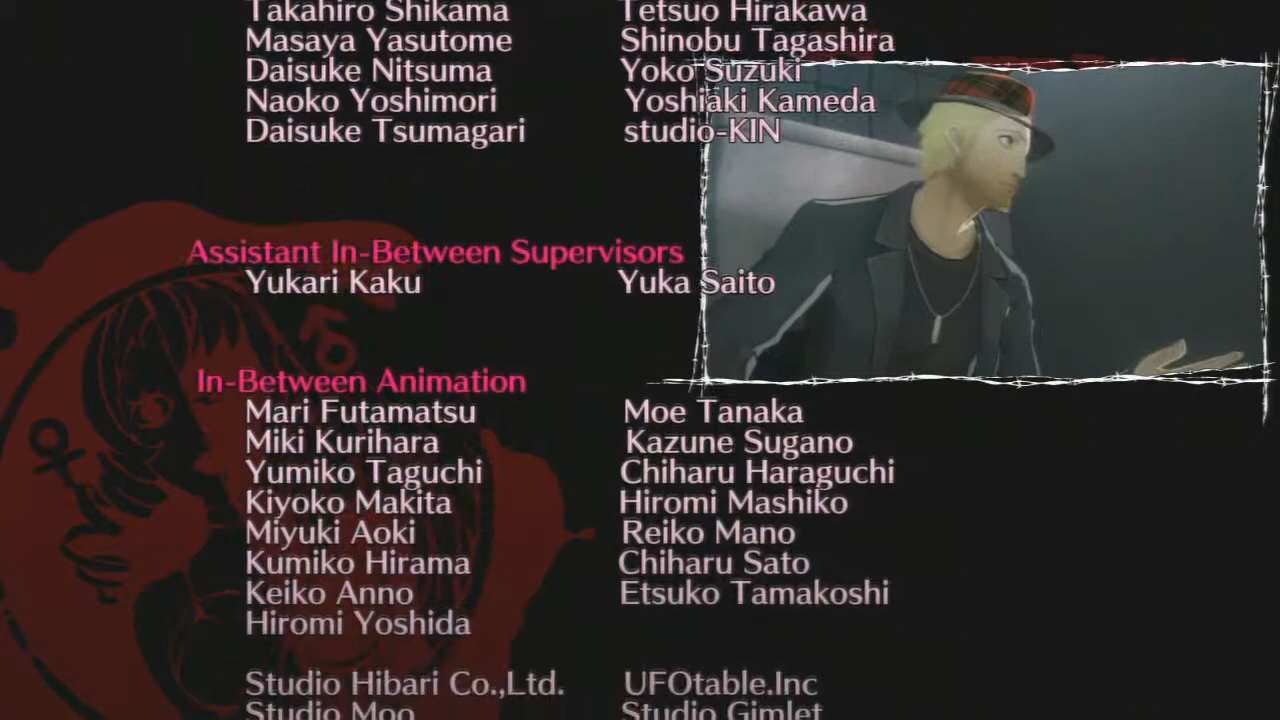 Takahiro Shikama Tetsuo Hirakawa
Masaya Yasutome Shinobu Tagashira
Daisuke Nitsuma Yoko Suzuki
Naoko Yoshimori Yoshiaki Kameda
Daisuke Tsumagari studio-KIN
Assistant In-Between Supervisors
Yukari Kaku Yuka Saito
In-Between Animation
Mari Futamatsu Moe Tanaka
Miki Kurihara Kazune Sugano
Yumiko Taguchi Chiharu Haraguchi
Kiyoko Makita Hiromi Mashiko
Miyuki Aoki Reiko Mano
Kumiko Hirama Chiharu Sato
Keiko Anno Etsuko Tamakoshi
Hiromi Yoshida
Studio Hibari Co.,Ltd. UFOtable.Inc
Studio Moo Studio Gimlet